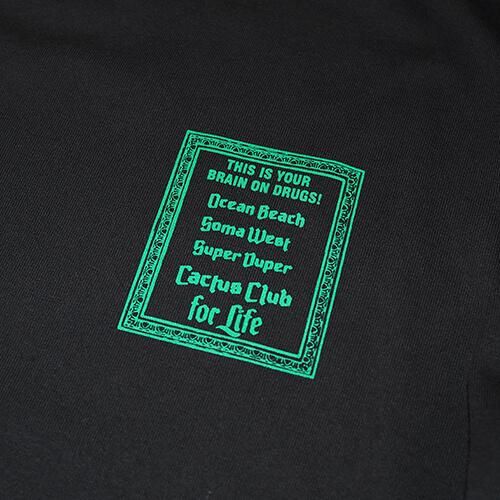 THIS IS YOUR
BRAIN ON DRUGS!
Ocean Beach
Soma West
Super Duper
Cactus Club
for Life